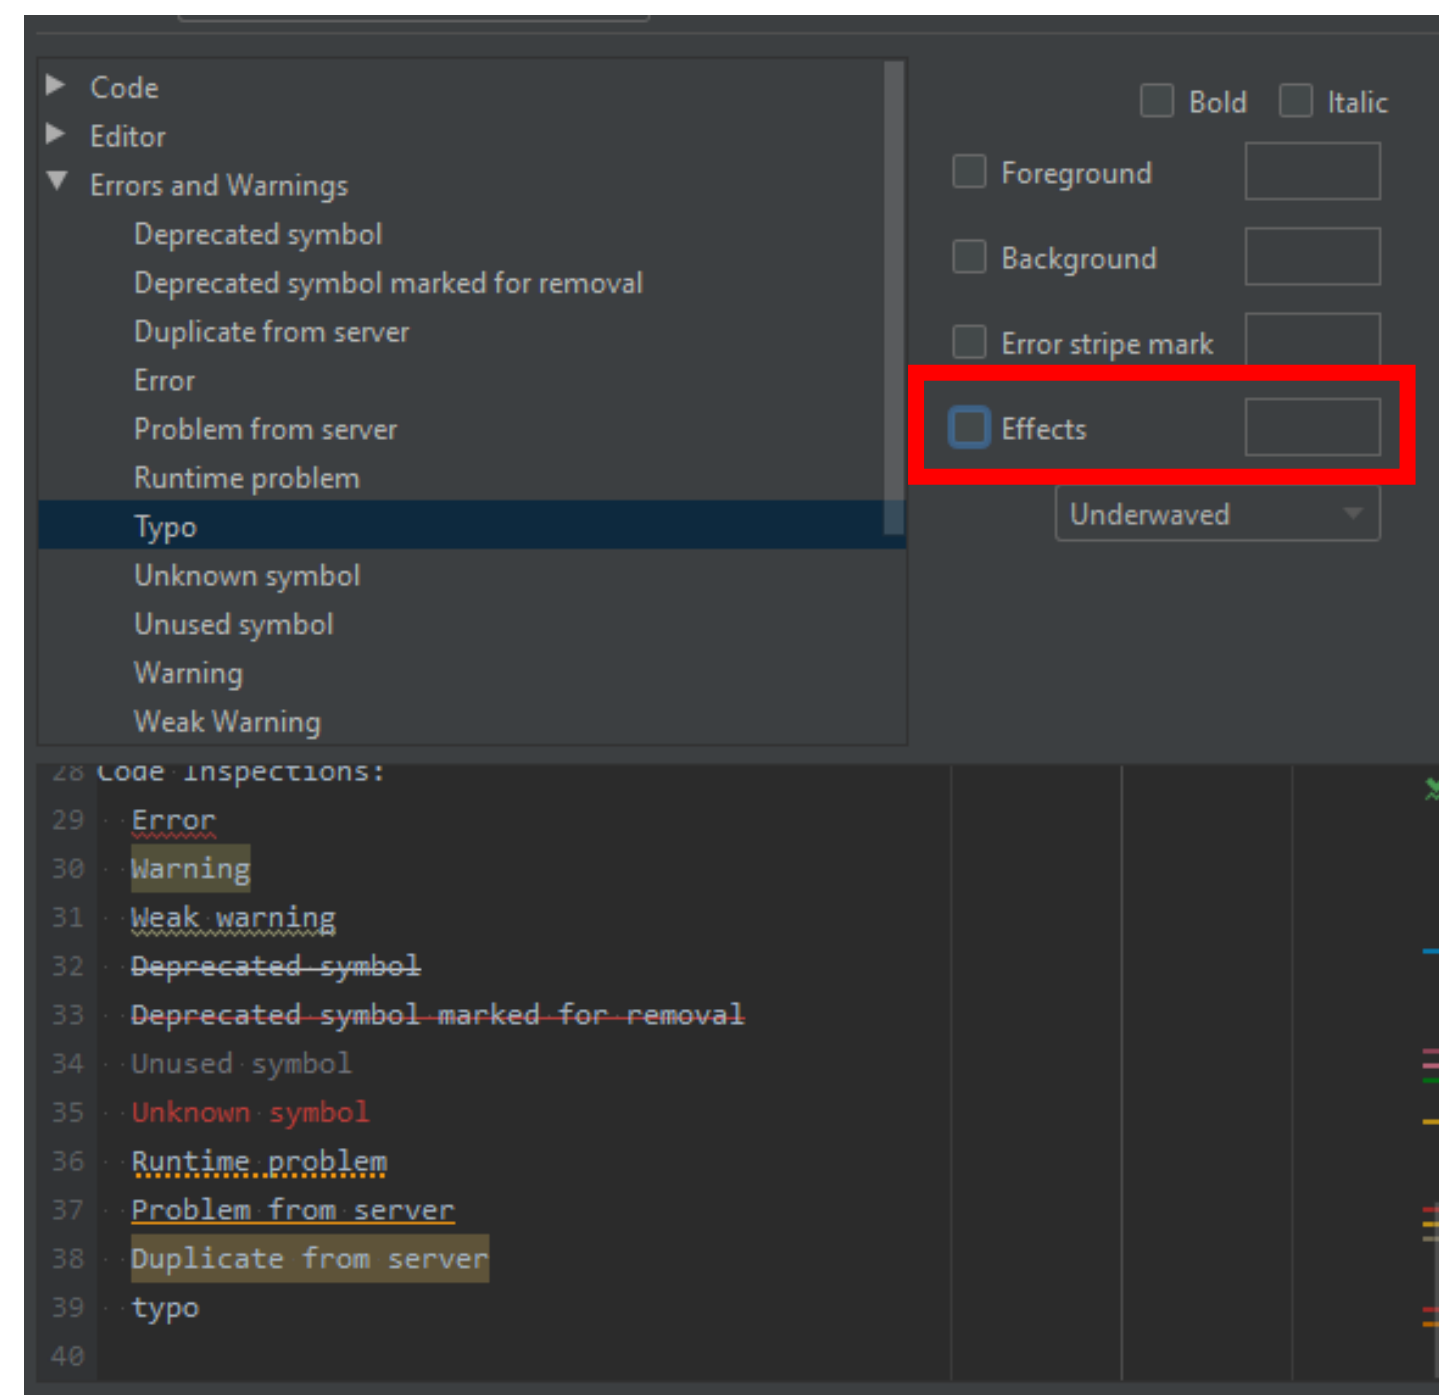 Code
Editor
Errors and Warnings
Deprecated symbol
Deprecated symbol marked for removal
Duplicate from server
Error
Problem from server
Runtime problem
Typo
Unknown symbol
Unused symbol
Warning
Weak Warning
Bold Italic
Foreground
Background
Error stripe mark
Effects
Underwaved
28 Code Inspections:
29 Error
30 Warning
31 Weak warning
32 Deprecated symbol
33 Deprecated symbol marked for removal
34 Unused symbol
35 Unknown symbol
36 Runtime problem
37 Problem from server
38 Duplicate from server
39 typo
40